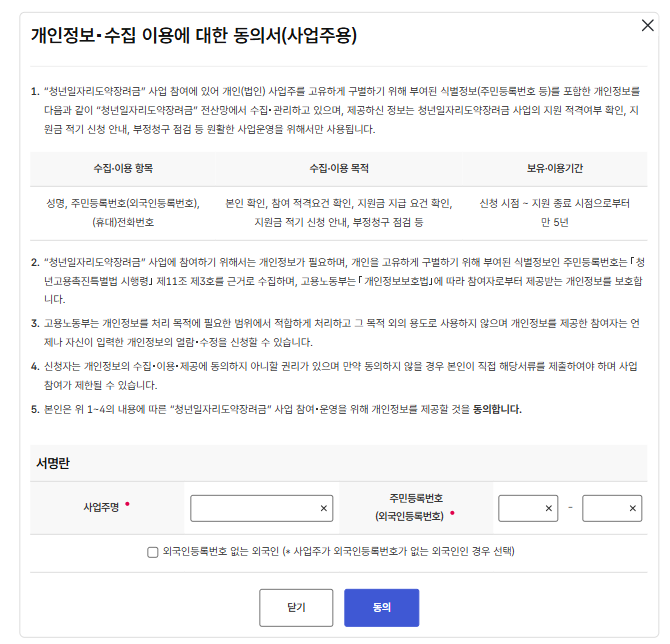 개인정보·수집 이용에 대한 동의서(사업주용)
1. “청년일자리도약장려금” 사업 참여에 있어 개인(법인) 사업주를 고유하게 구별하기 위해 부여된 식별정보(주민등록번호 등)를 포함한 개인정보를
다음과 같이 “청년일자리도약장려금” 전산망에서 수집·관리하고 있으며, 제공하신 정보는 청년일자리도약장려금 사업의 지원 적격여부 확인, 지
원금 적기 신청 안내, 부정청구 점검 등 원활한 사업운영을 위해서만 사용됩니다.
수집·이용 항목 수집·이용 목적 보유·이용기간
성명, 주민등록번호(외국인등록번호), 본인 확인, 참여 적격요건 확인, 지원금 지급 요건 확인, 신청 시점 ~ 지원 종료 시점으로부터
(휴대)전화번호 지원금 적기 신청 안내, 부정청구 점검 등 만 5년
2. “청년일자리도약장려금” 사업에 참여하기 위해서는 개인정보가 필요하며, 개인을 고유하게 구별하기 위해 부여된 식별정보인 주민등록번호는 「청
년고용촉진특별법 시행령」 제11조 제3호를 근거로 수집하며, 고용노동부는 「개인정보보호법」에 따라 참여자로부터 제공받는 개인정보를 보호합
니다.
3. 고용노동부는 개인정보를 처리 목적에 필요한 범위에서 적합하게 처리하고 그 목적 외의 용도로 사용하지 않으며 개인정보를 제공한 참여자는 언
제나 자신이 입력한 개인정보의 열람·수정을 신청할 수 있습니다.
4. 신청자는 개인정보의 수집·이용·제공에 동의하지 아니할 권리가 있으며 만약 동의하지 않을 경우 본인이 직접 해당서류를 제출하여야 하며 사업
참여가 제한될 수 있습니다.
5. 본인은 위 1~4의 내용에 따른 “청년일자리도약장려금” 사업 참여·운영을 위해 개인정보를 제공할 것을 동의합니다.
서명란
사업주명 * 주민등록번호
(외국인등록번호) * -
외국인등록번호 없는 외국인 (* 사업주가 외국인등록번호가 없는 외국인인 경우 선택)
닫기 동의